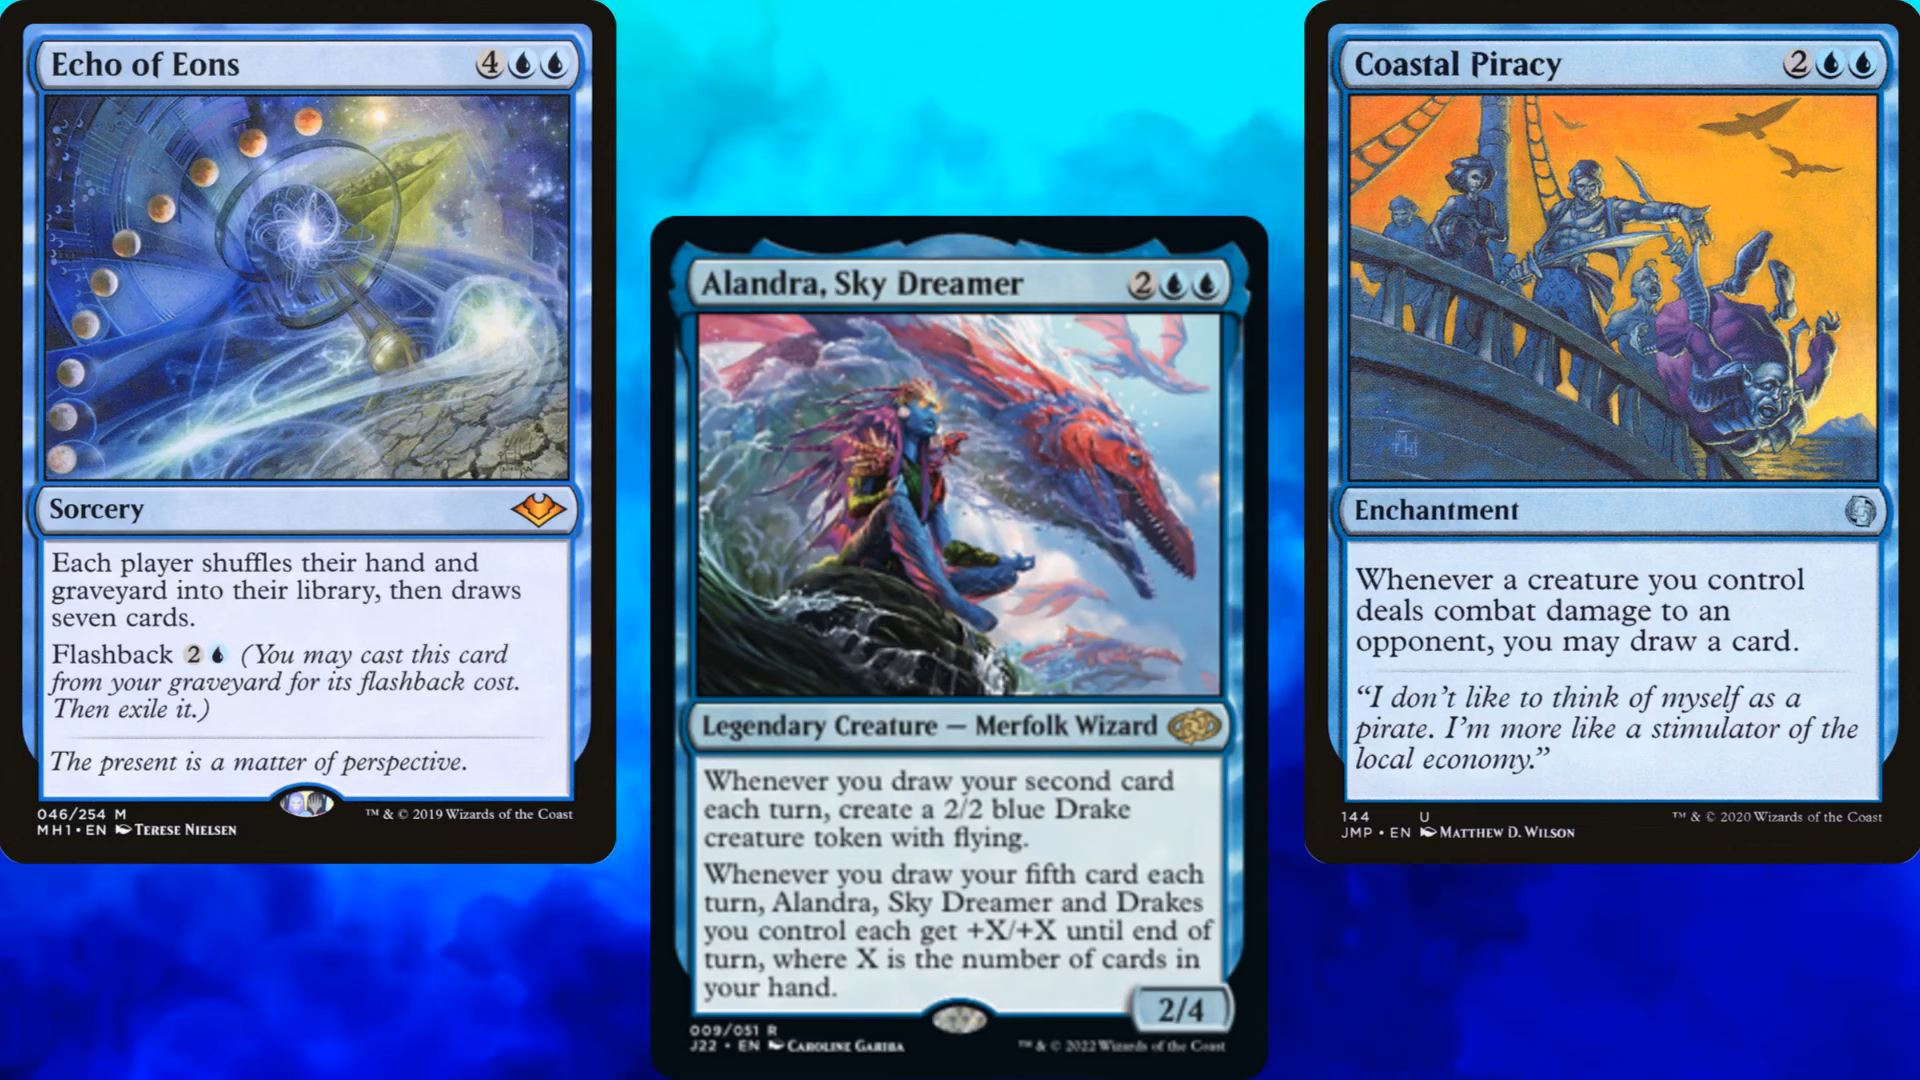 Echo of Eons 4
Sorcery
Each player shuffles their hand and
graveyard into their library, then draws
seven cards.
Flashback 2 (You may cast this card
from your graveyard for its flashback cost.
Then exile it.)
The present is a matter of perspective.
046/254 M
MH1 • EN Terese Nielsen
™ & © 2019 Wizards of the Coast
Alandra, Sky Dreamer 2
Legendary Creature — Merfolk Wizard
Whenever you draw your second card
each turn, create a 2/2 blue Drake
creature token with flying.
Whenever you draw your fifth card each
turn, Alandra, Sky Dreamer and Drakes
you control each get +X/+X until end of
turn, where X is the number of cards in
your hand.
2/4
009/051 R
J22 • EN Caroline Gariba
™ & © 2022 Wizards of the Coast
Coastal Piracy 2
Enchantment
Whenever a creature you control
deals combat damage to an
opponent, you may draw a card.
“I don’t like to think of myself as a
pirate. I’m more like a stimulator of the
local economy.”
144 U
JMP • EN Matthew D. Wilson
™ & © 2020 Wizards of the Coast